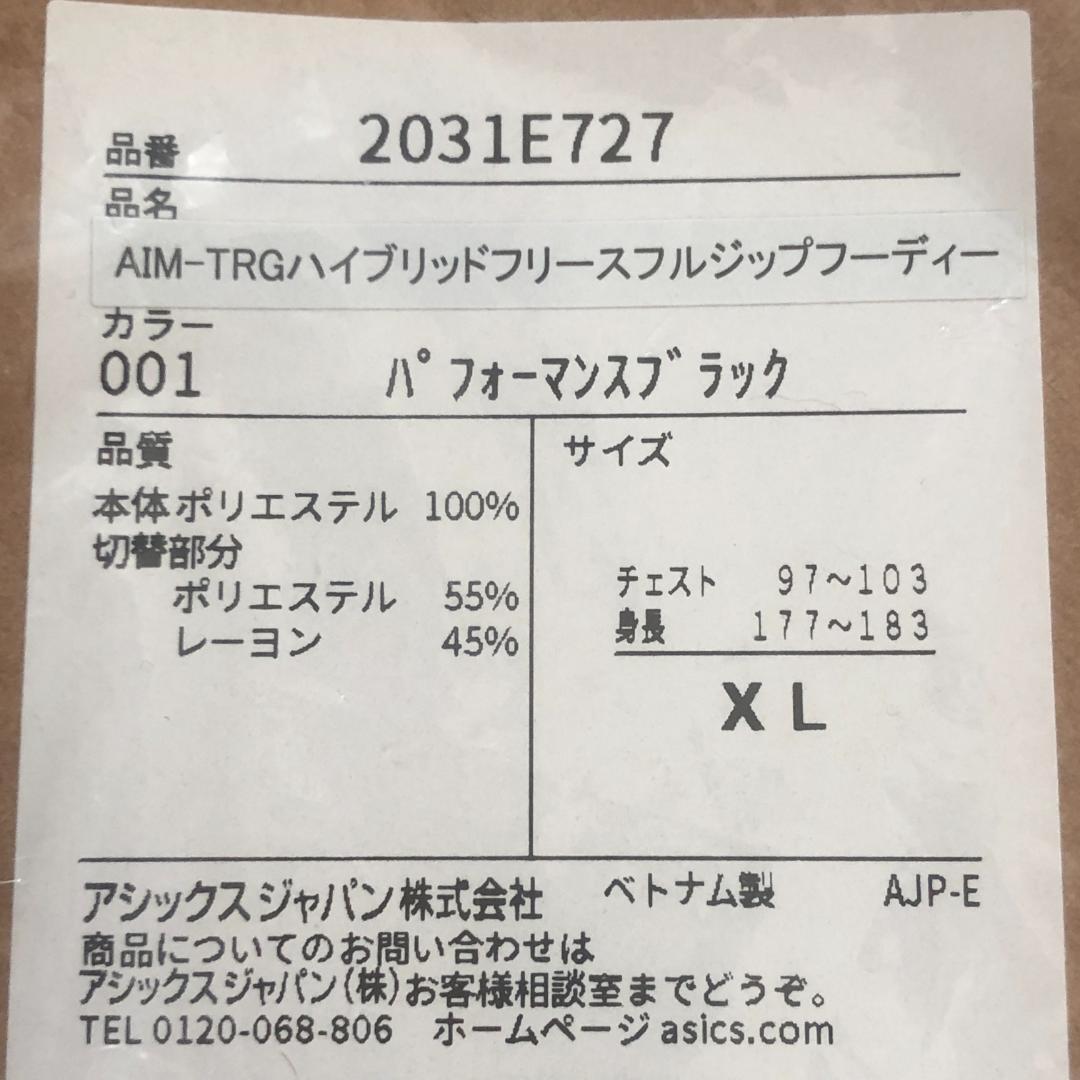 品番 2031E727
品名
AIM-TRGハイブリッドフリースフルジップフーディー
カラー
001 パフォーマンスブラック
品質
本体 ポリエステル 100%
切替部分
ポリエステル 55%
レーヨン 45%
サイズ
チェスト 97～103
身長 177～183
XL
アシックスジャパン株式会社 ベトナム製 AJP-E
商品についてのお問い合わせは
アシックスジャパン(株)お客様相談室までどうぞ。
TEL 0120-068-806 ホームページ asics.com